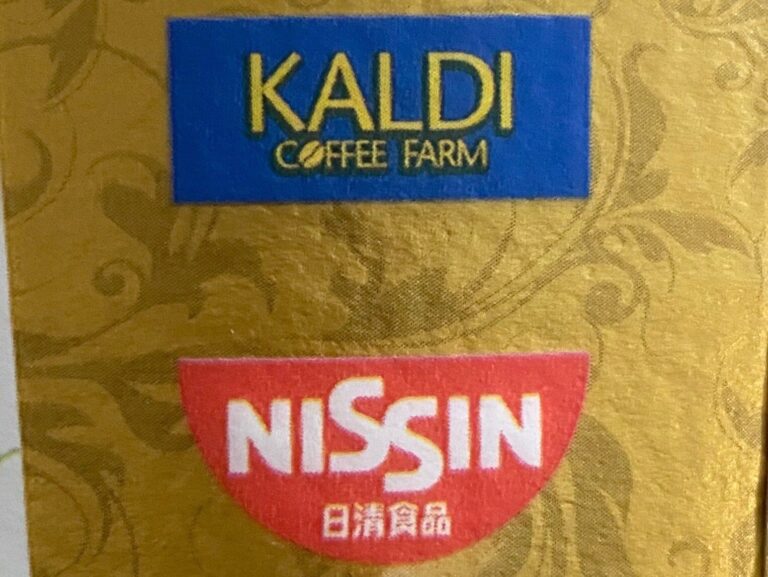 KALDI
COFFEE FARM
NISSIN
日清食品